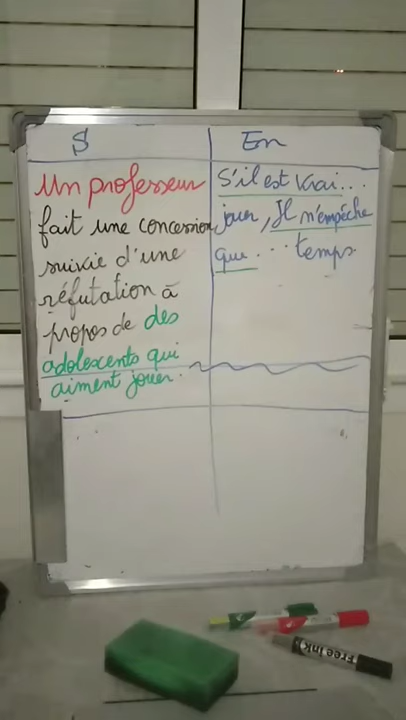 S
En
Un professeur
fait une concession
suivie d'une
réfutation à
propos de des
adolescents qui
aiment jouer.
S'il est vrai...
jouer, Il n'empêche
que... temps.
Free ink